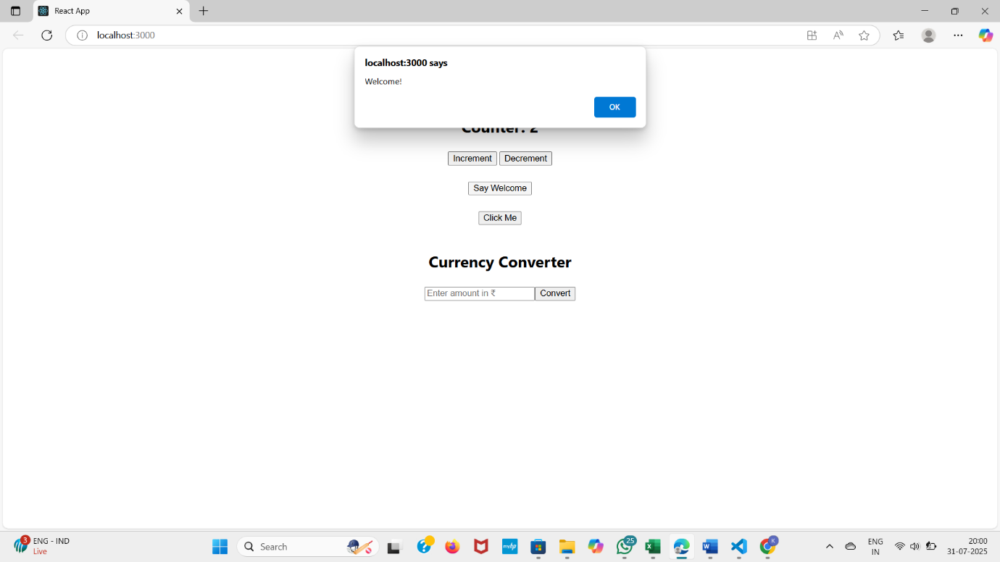 React App
localhost:3000
localhost:3000 says
Welcome!
OK
Counter: 2
Increment
Decrement
Say Welcome
Click Me
Currency Converter
Enter amount in ₹
Convert
3
ENG - IND
Live
Search
myhp
25
K
ENG
IN
20:00
31-07-2025